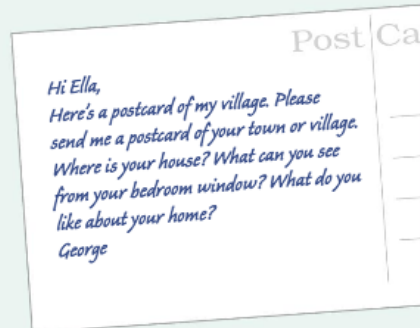 Post Ca
Hi Ella,
Here's a postcard of my village. Please
send me a postcard of your town or village.
Where is your house? What can you see
from your bedroom window? What do you
like about your home?
George